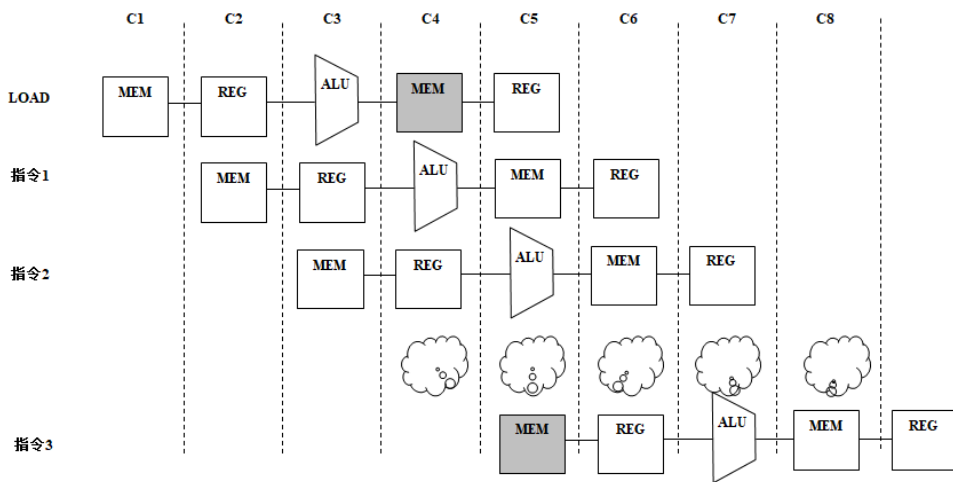 C1 C2 C3 C4 C5 C6 C7 C8
LOAD MEM REG ALU MEM REG
指令1 MEM REG ALU MEM REG
指令2 MEM REG ALU MEM REG
指令3 MEM REG ALU MEM REG